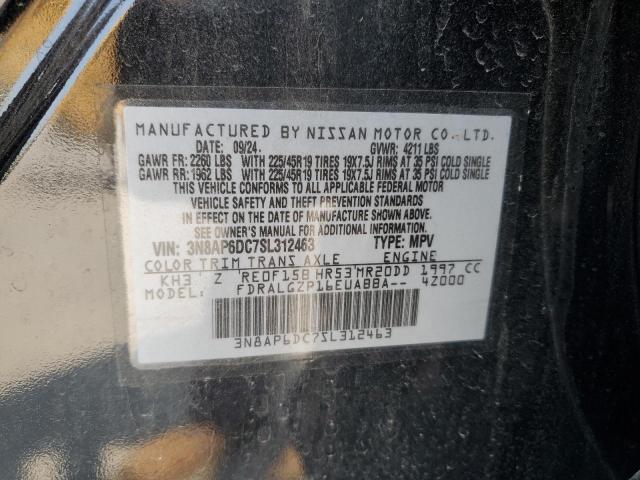 MANUFACTURED BY NISSAN MOTOR CO., LTD.
DATE: 09/24. GVWR: 4211 LBS
GAWR FR: 2260 LBS WITH 225/45R19 TIRES 19X7.5J RIMS AT 35 PSI COLD SINGLE
GAWR RR: 1962 LBS WITH 225/45R19 TIRES 19X7.5J RIMS AT 35 PSI COLD SINGLE
THIS VEHICLE CONFORMS TO ALL APPLICABLE FEDERAL MOTOR
VEHICLE SAFETY AND THEFT PREVENTION STANDARDS
IN EFFECT ON THE DATE OF MANUFACTURE SHOWN ABOVE.
SEE OWNER'S MANUAL FOR ADDITIONAL INFORMATION
VIN: 3N8AP6DC7SL312463 TYPE: MPV
COLOR TRIM TRANS AXLE ENGINE
KH3 Z RE0F15B HR53 MR20DD 1997 CC
MODEL: FDRALGZP16EUABBA-- 4Z000
3N8AP6DC7SL312463